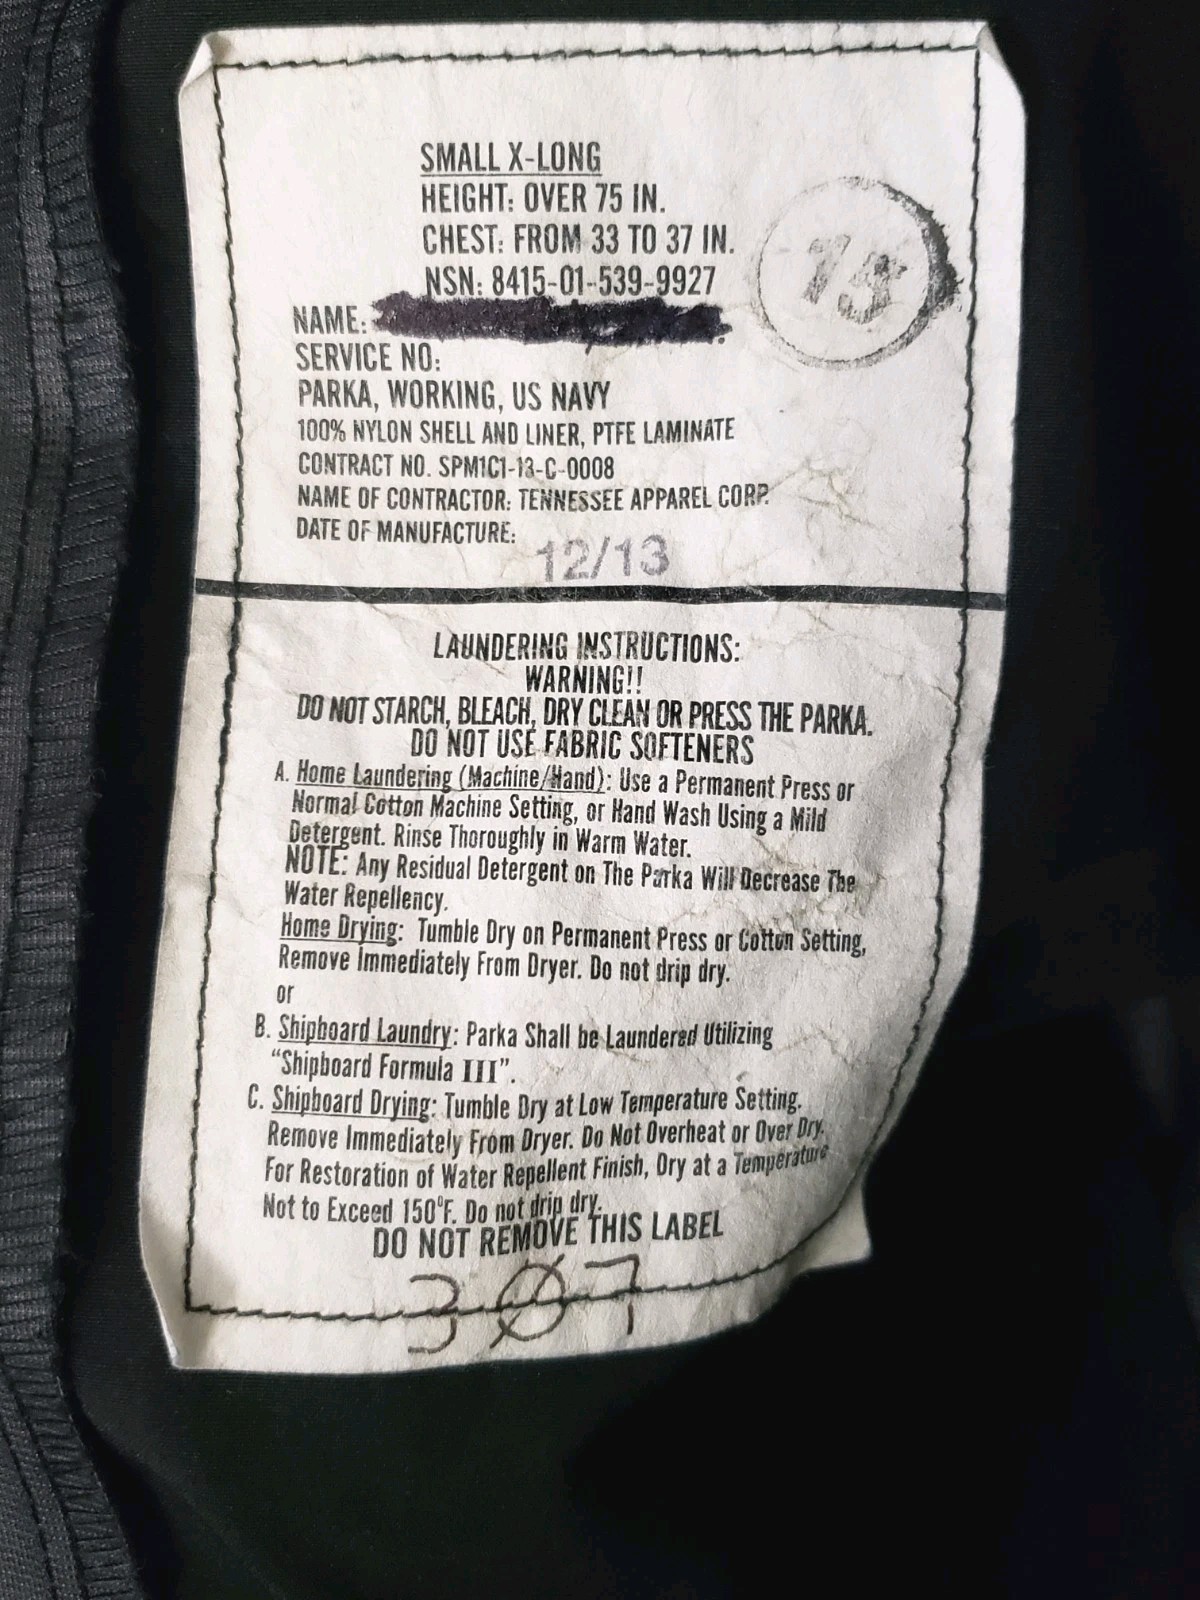 SMALL X-LONG
HEIGHT: OVER 75 IN.
CHEST: FROM 33 TO 37 IN.
NSN: 8415-01-539-9927
NAME:
SERVICE NO:
PARKA, WORKING, US NAVY
100% NYLON SHELL AND LINER, PTFE LAMINATE
CONTRACT NO. SPM1C1-13-C-0008
NAME OF CONTRACTOR: TENNESSEE APPAREL CORP.
DATE OF MANUFACTURE:
12/13
LAUNDERING INSTRUCTIONS:
WARNING!!
DO NOT STARCH, BLEACH, DRY CLEAN OR PRESS THE PARKA.
DO NOT USE FABRIC SOFTENERS
A. Home Laundering (Machine/Hand): Use a Permanent Press or
Normal Cotton Machine Setting, or Hand Wash Using a Mild
Detergent. Rinse Thoroughly in Warm Water.
NOTE: Any Residual Detergent on The Parka Will Decrease The
Water Repellency.
Home Drying: Tumble Dry on Permanent Press or Cotton Setting,
Remove Immediately From Dryer. Do not drip dry.
or
B. Shipboard Laundry: Parka Shall be Laundered Utilizing
"Shipboard Formula III".
C. Shipboard Drying: Tumble Dry at Low Temperature Setting.
Remove Immediately From Dryer. Do Not Overheat or Over Dry.
For Restoration of Water Repellent Finish, Dry at a Temperature
Not to Exceed 150°F. Do not drip dry.
DO NOT REMOVE THIS LABEL
307